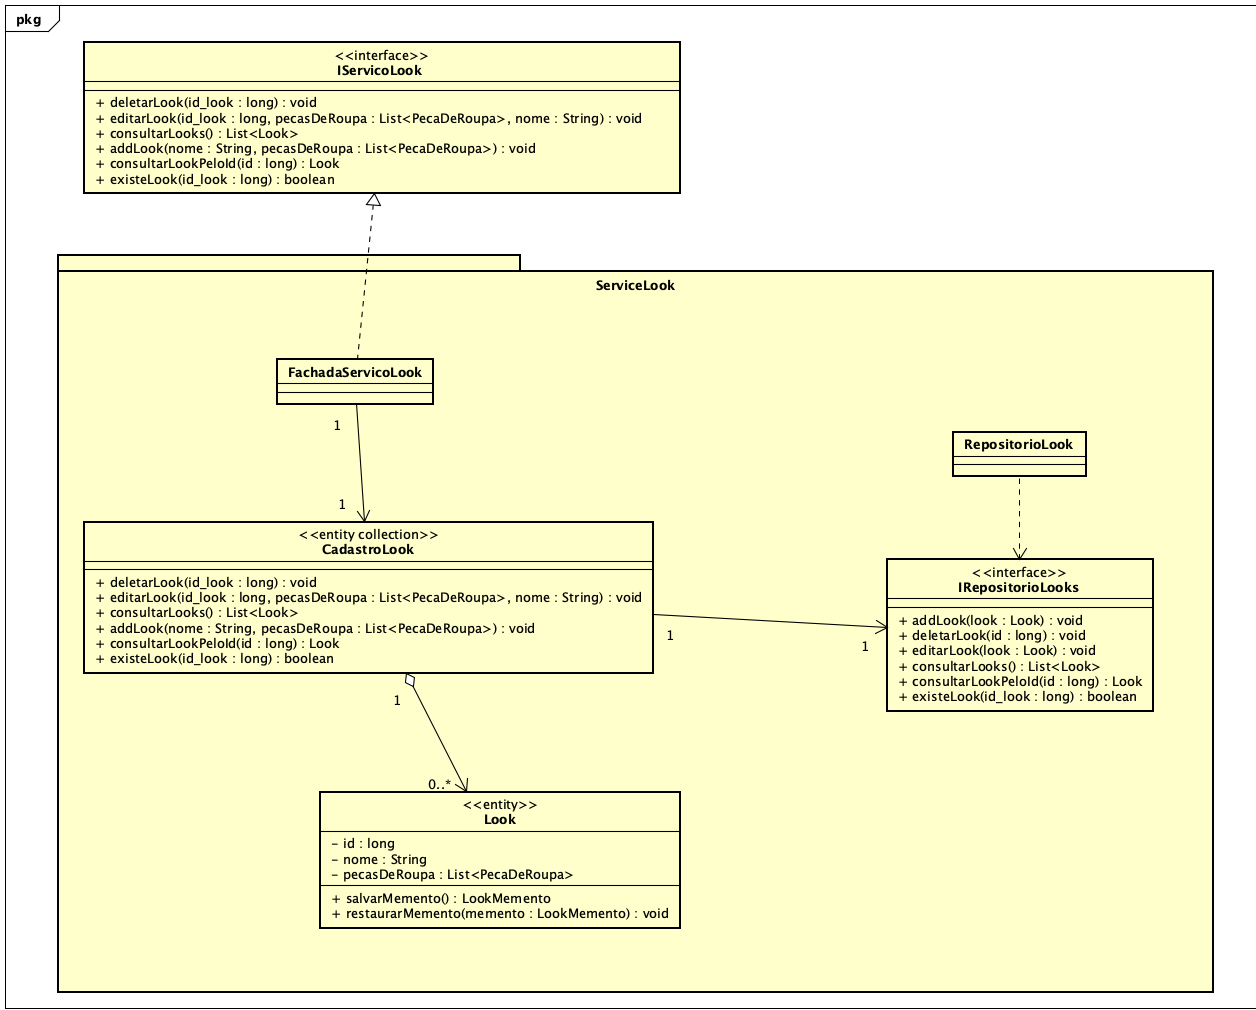 pkg
<<interface>>
IServicoLook
+ deletarLook(id_look : long) : void
+ editarLook(id_look : long, pecasDeRoupa : List<PecaDeRoupa>, nome : String) : void
+ consultarLooks() : List<Look>
+ addLook(nome : String, pecasDeRoupa : List<PecaDeRoupa>) : void
+ consultarLookPeloId(id : long) : Look
+ existeLook(id_look : long) : boolean
ServiceLook
FachadaServicoLook
1
1
RepositorioLook
<<entity collection>>
CadastroLook
+ deletarLook(id_look : long) : void
+ editarLook(id_look : long, pecasDeRoupa : List<PecaDeRoupa>, nome : String) : void
+ consultarLooks() : List<Look>
+ addLook(nome : String, pecasDeRoupa : List<PecaDeRoupa>) : void
+ consultarLookPeloId(id : long) : Look
+ existeLook(id_look : long) : boolean
1
1
<<interface>>
IRepositorioLooks
+ addLook(look : Look) : void
+ deletarLook(id : long) : void
+ editarLook(look : Look) : void
+ consultarLooks() : List<Look>
+ consultarLookPeloId(id : long) : Look
+ existeLook(id_look : long) : boolean
1
0..*
<<entity>>
Look
- id : long
- nome : String
- pecasDeRoupa : List<PecaDeRoupa>
+ salvarMemento() : LookMemento
+ restaurarMemento(memento : LookMemento) : void